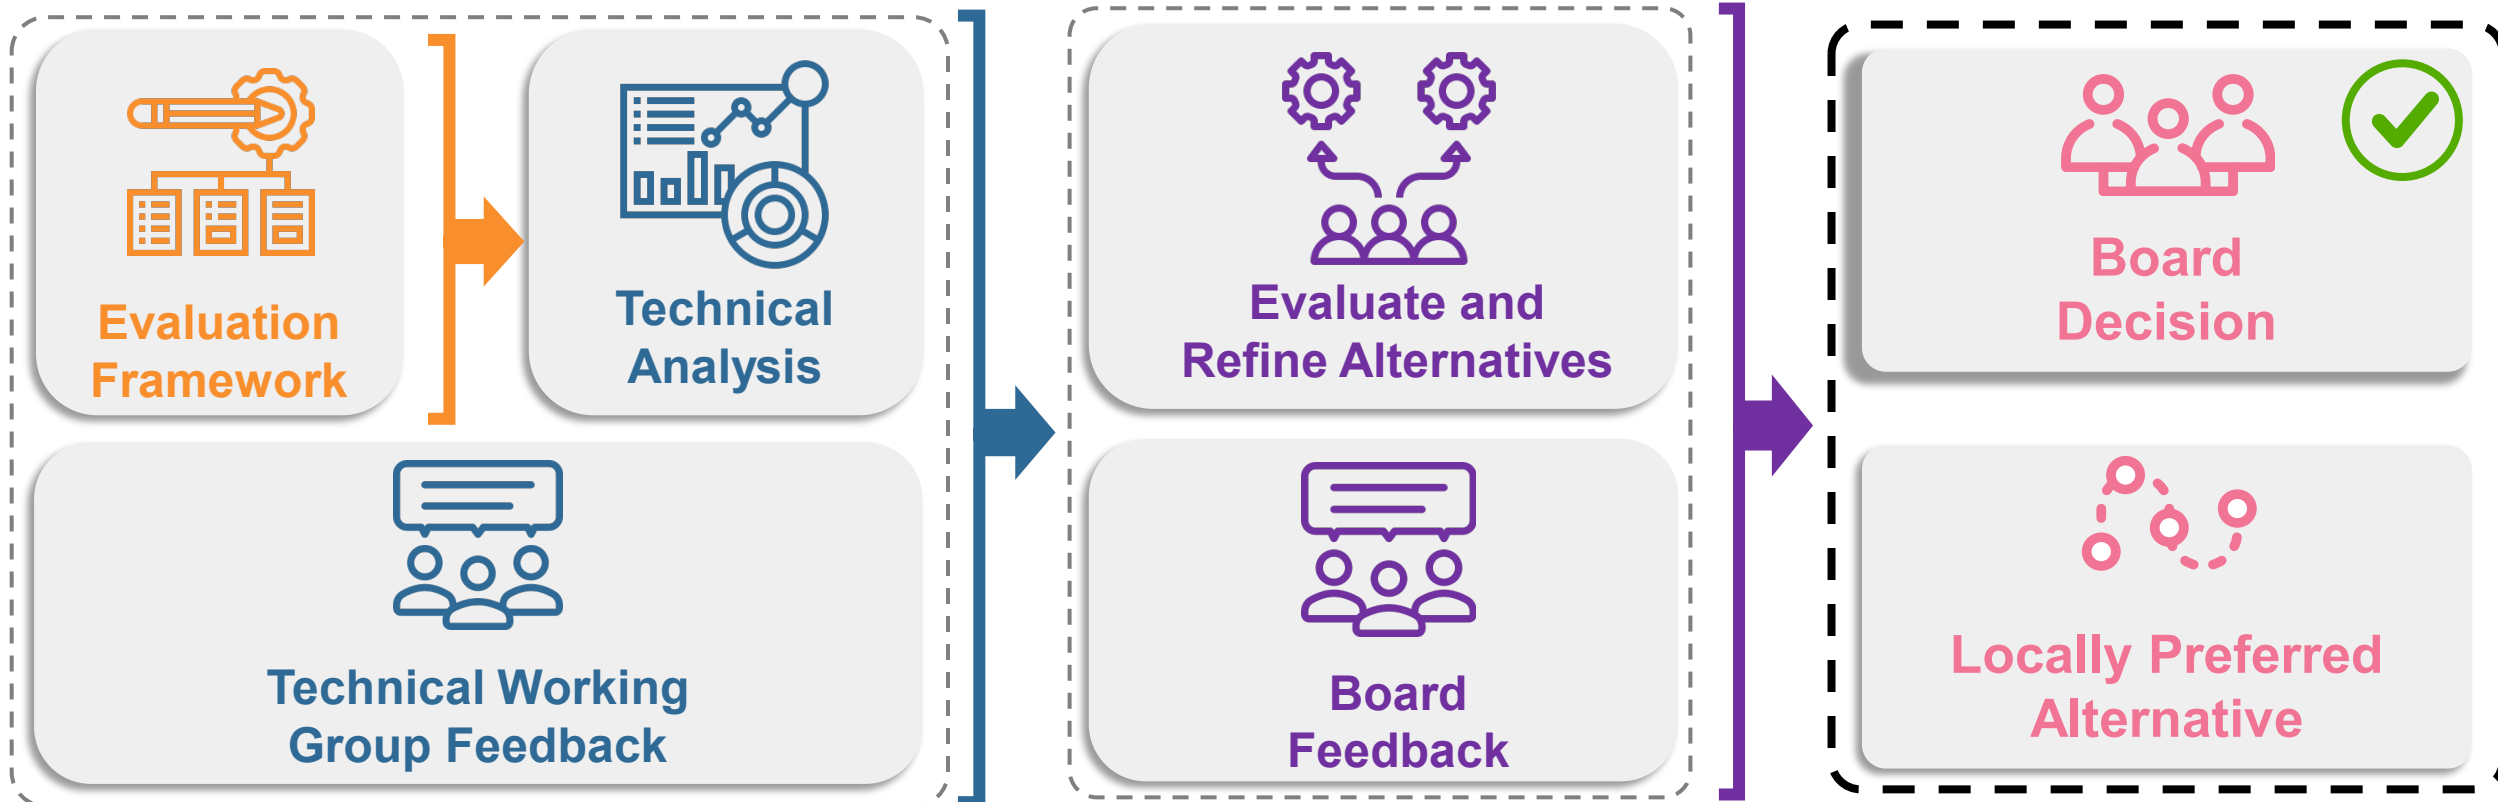 Evaluation
Framework
Technical
Analysis
Technical Working
Group Feedback
Evaluate and
Refine Alternatives
Board
Feedback
Board
Decision
Locally Preferred
Alternative